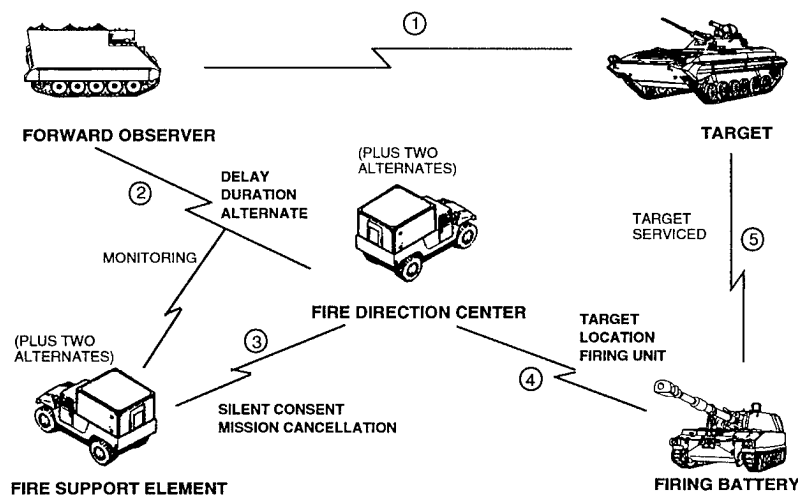 1
FORWARD OBSERVER
TARGET
(PLUS TWO
ALTERNATES)
2
DELAY
DURATION
ALTERNATE
MONITORING
TARGET
SERVICED
5
FIRE DIRECTION CENTER
(PLUS TWO
ALTERNATES)
3
TARGET
LOCATION
FIRING UNIT
4
SILENT CONSENT
MISSION CANCELLATION
FIRE SUPPORT ELEMENT
FIRING BATTERY